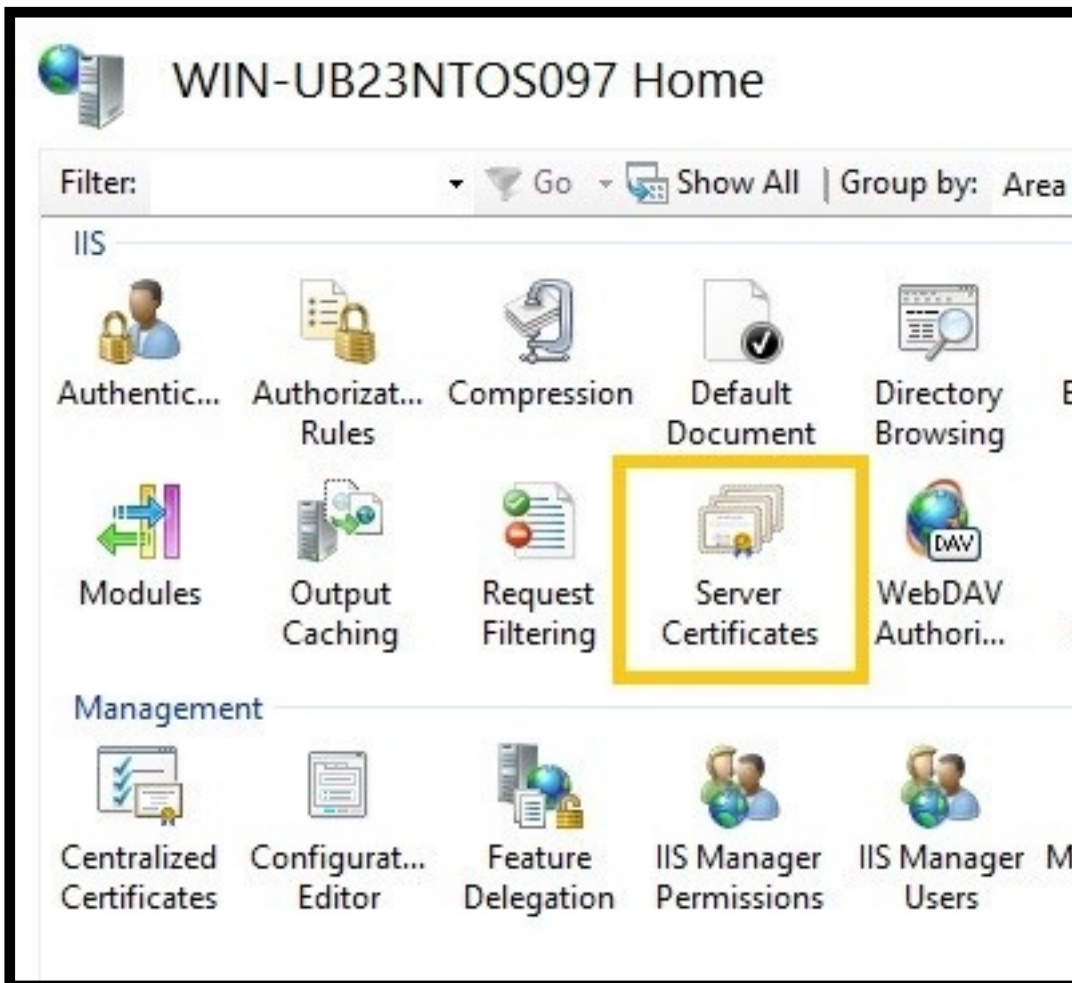 WIN-UB23NTOS097 Home
Filter: Go Show All Group by: Area
IIS
Authentic... Authorizat... Compression Default Directory
Rules Document Browsing
DAV
Modules Output Request Server WebDAV
Caching Filtering Certificates Authori...
Management
Centralized Configurat... Feature IIS Manager IIS Manager M
Certificates Editor Delegation Permissions Users